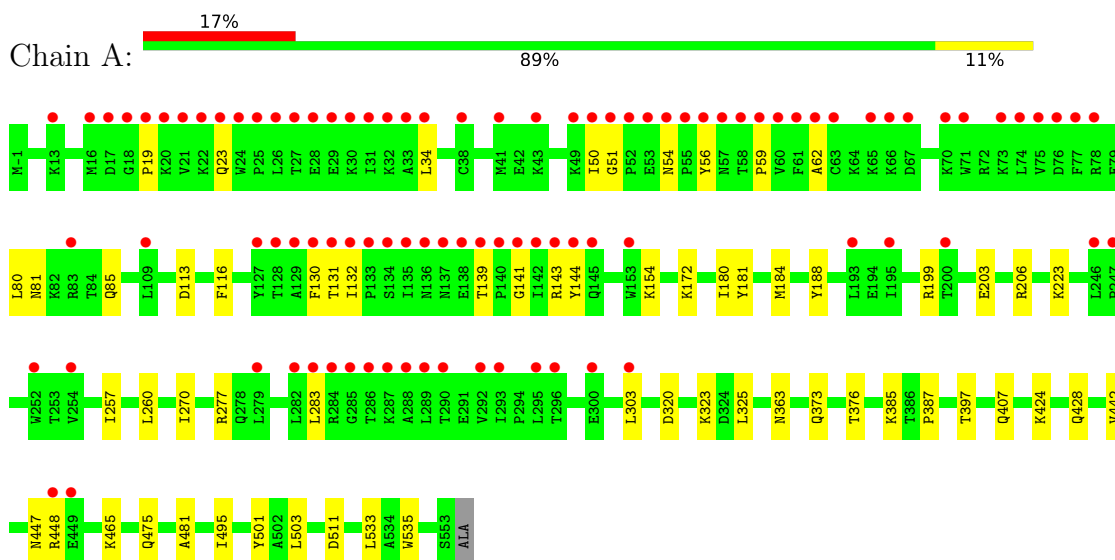 17%
Chain A:
89% 11%
M-1 K13 M16 D17 G18 P19 K20 V21 K22 Q23 W24 P25 L26 T27 E28 E29 K30 I31 K32 A33 L34 C38 M41 E42 K43 K49 I50 G51 P52 E53 N54 P55 Y56 N57 T58 P59 V60 F61 A62 C63 K64 K65 K66 D67 K70 W71 R72 K73 L74 V75 D76 F77 R78 E79
L80 N81 K82 R83 T84 Q85 L109 D113 F116 Y127 T128 A129 F130 T131 I132 P133 S134 I135 N136 N137 E138 T139 P140 G141 I142 R143 Y144 Q145 W153 K154 K172 I180 Y181 M184 Y188 L193 E194 I195 R199 T200 E203 R206 K223 L246 P247
W252 T253 V254 I257 L260 I270 R277 Q278 L279 L282 L283 R284 G285 T286 K287 A288 L289 T290 E291 V292 I293 P294 L295 T296 E300 L303 D320 K323 D324 L325 N363 Q373 T376 K385 T386 P387 T397 Q407 K424 Q428
N447 R448 E449 K465 Q475 A481 I495 Y501 A502 L503 D511 L533 A534 W535 S553 ALA